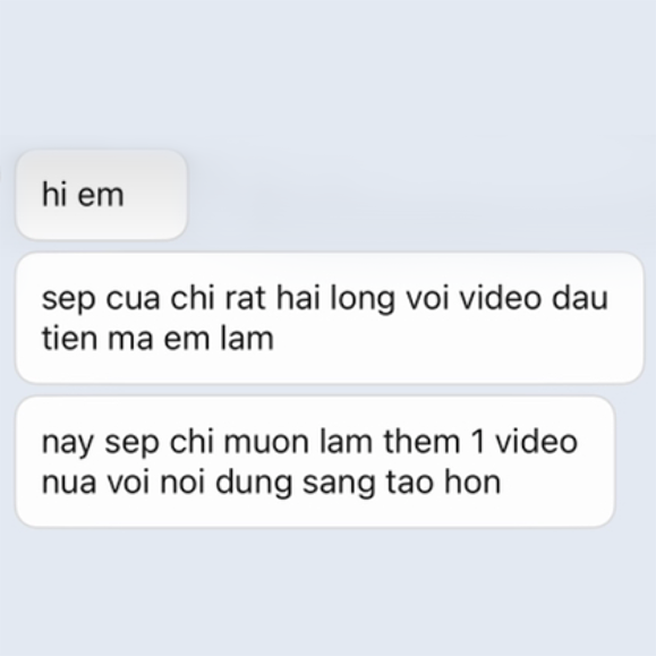 hi em
sep cua chi rat hai long voi video dau
tien ma em lam
nay sep chi muon lam them 1 video
nua voi noi dung sang tao hon